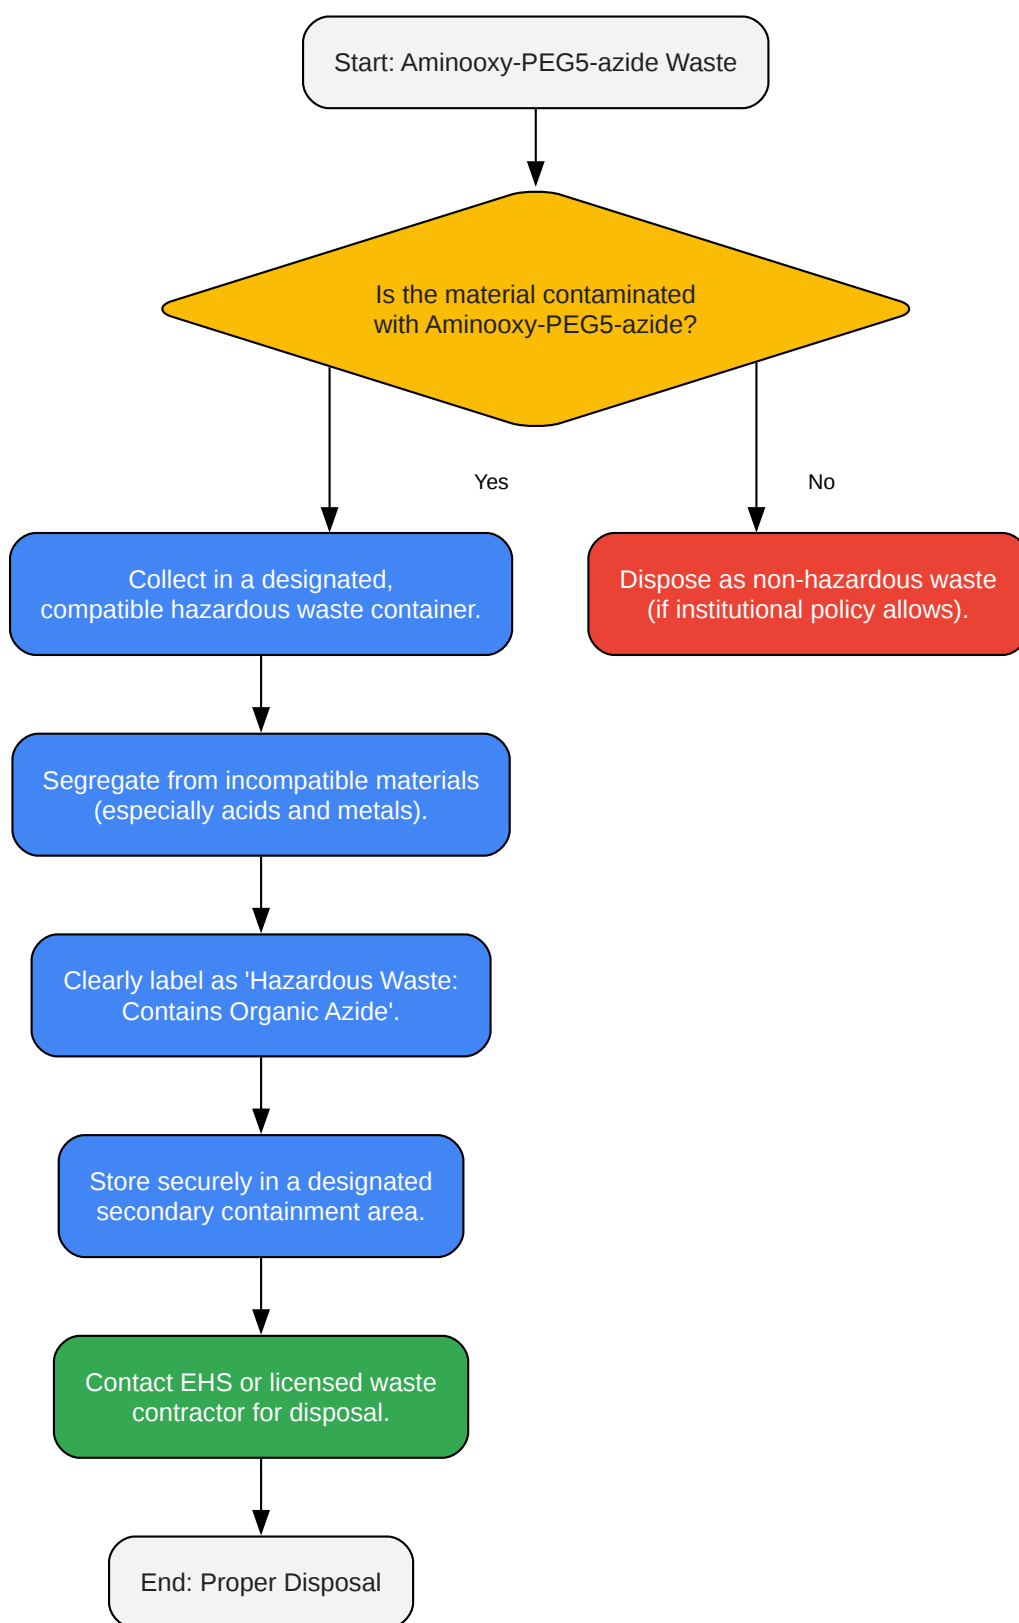 Start: Aminooxy-PEG5-azide Waste
Is the material contaminated
with Aminooxy-PEG5-azide?
Yes
No
Collect in a designated,
compatible hazardous waste container.
Dispose as non-hazardous waste
(if institutional policy allows).
Segregate from incompatible materials
(especially acids and metals).
Clearly label as 'Hazardous Waste:
Contains Organic Azide'.
Store securely in a designated
secondary containment area.
Contact EHS or licensed waste
contractor for disposal.
End: Proper Disposal